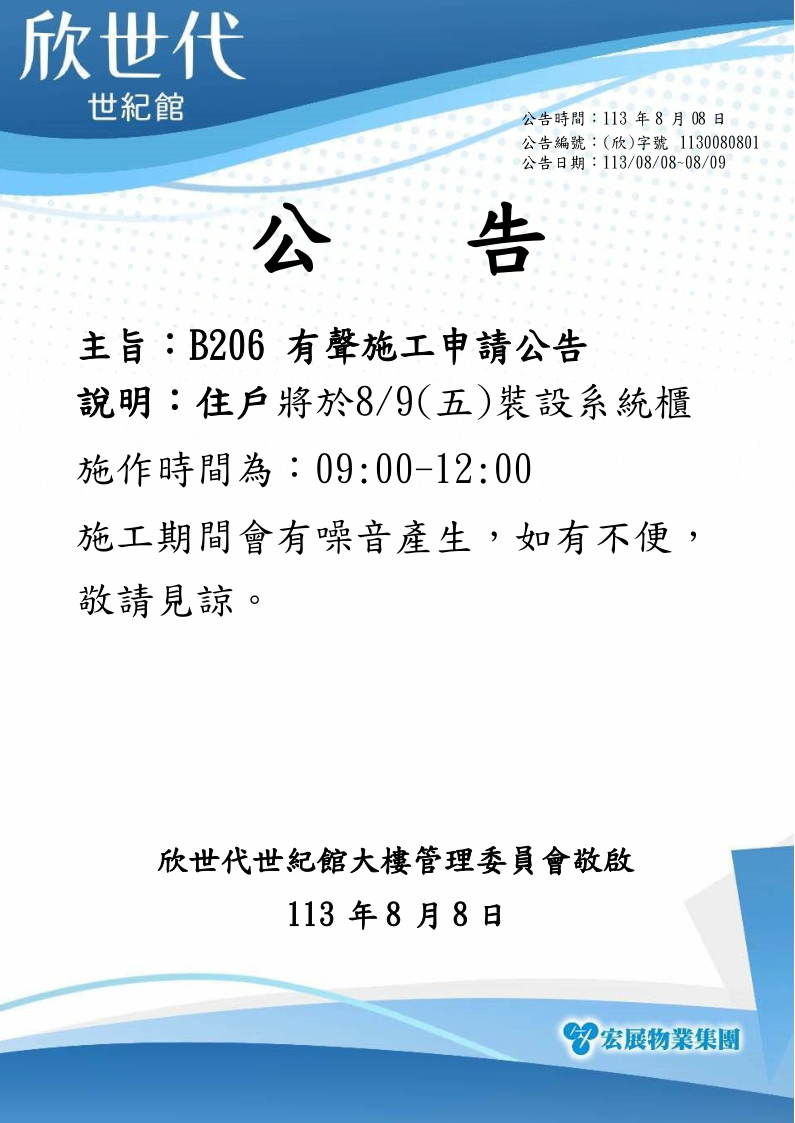 欣世代
世紀館
公告時間：113 年 8 月 08 日
公告編號：(欣)字號 1130080801
公告日期：113/08/08~08/09
公 告
主旨：B206 有聲施工申請公告
說明：住戶將於8/9(五)裝設系統櫃
施作時間為：09:00-12:00
施工期間會有噪音產生，如有不便，
敬請見諒。
欣世代世紀館大樓管理委員會敬啟
113 年 8 月 8 日
宏展物業集團